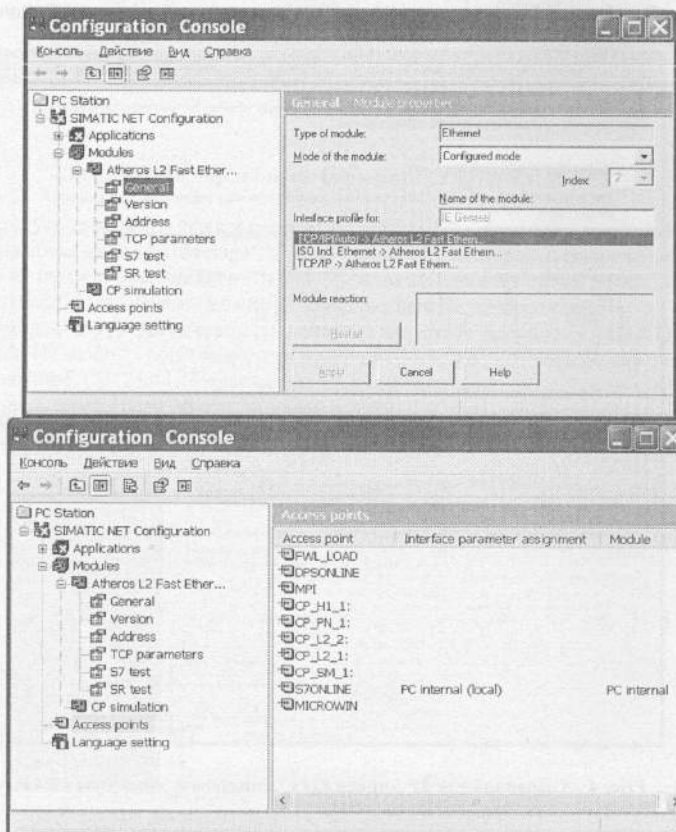 Configuration Console
Консоль Действие Вид Справка
PC Station
SIMATIC NET Configuration
Applications
Modules
Atheros L2 Fast Ether...
General
Version
Address
TCP parameters
S7 test
SR test
CP simulation
Access points
Language setting
General Module properties
Type of module: Ethernet
Mode of the module: Configured mode
Index: 7
Name of the module:
Interface profile for: IE General
TCP/IP(Auto) -> Atheros L2 Fast Ethern...
ISO Ind. Ethernet -> Atheros L2 Fast Ethern...
TCP/IP -> Atheros L2 Fast Ethern...
Module reaction:
Restart
Apply Cancel Help
Configuration Console
Консоль Действие Вид Справка
PC Station
SIMATIC NET Configuration
Applications
Modules
Atheros L2 Fast Ether...
General
Version
Address
TCP parameters
S7 test
SR test
CP simulation
Access points
Language setting
Access points
Access point Interface parameter assignment Module
FWL_LOAD
DPSONLINE
MPI
CP_H1_1:
CP_PN_1:
CP_L2_2:
CP_L2_1:
CP_SM_1:
S7ONLINE PC internal (local) PC internal
MICROWIN